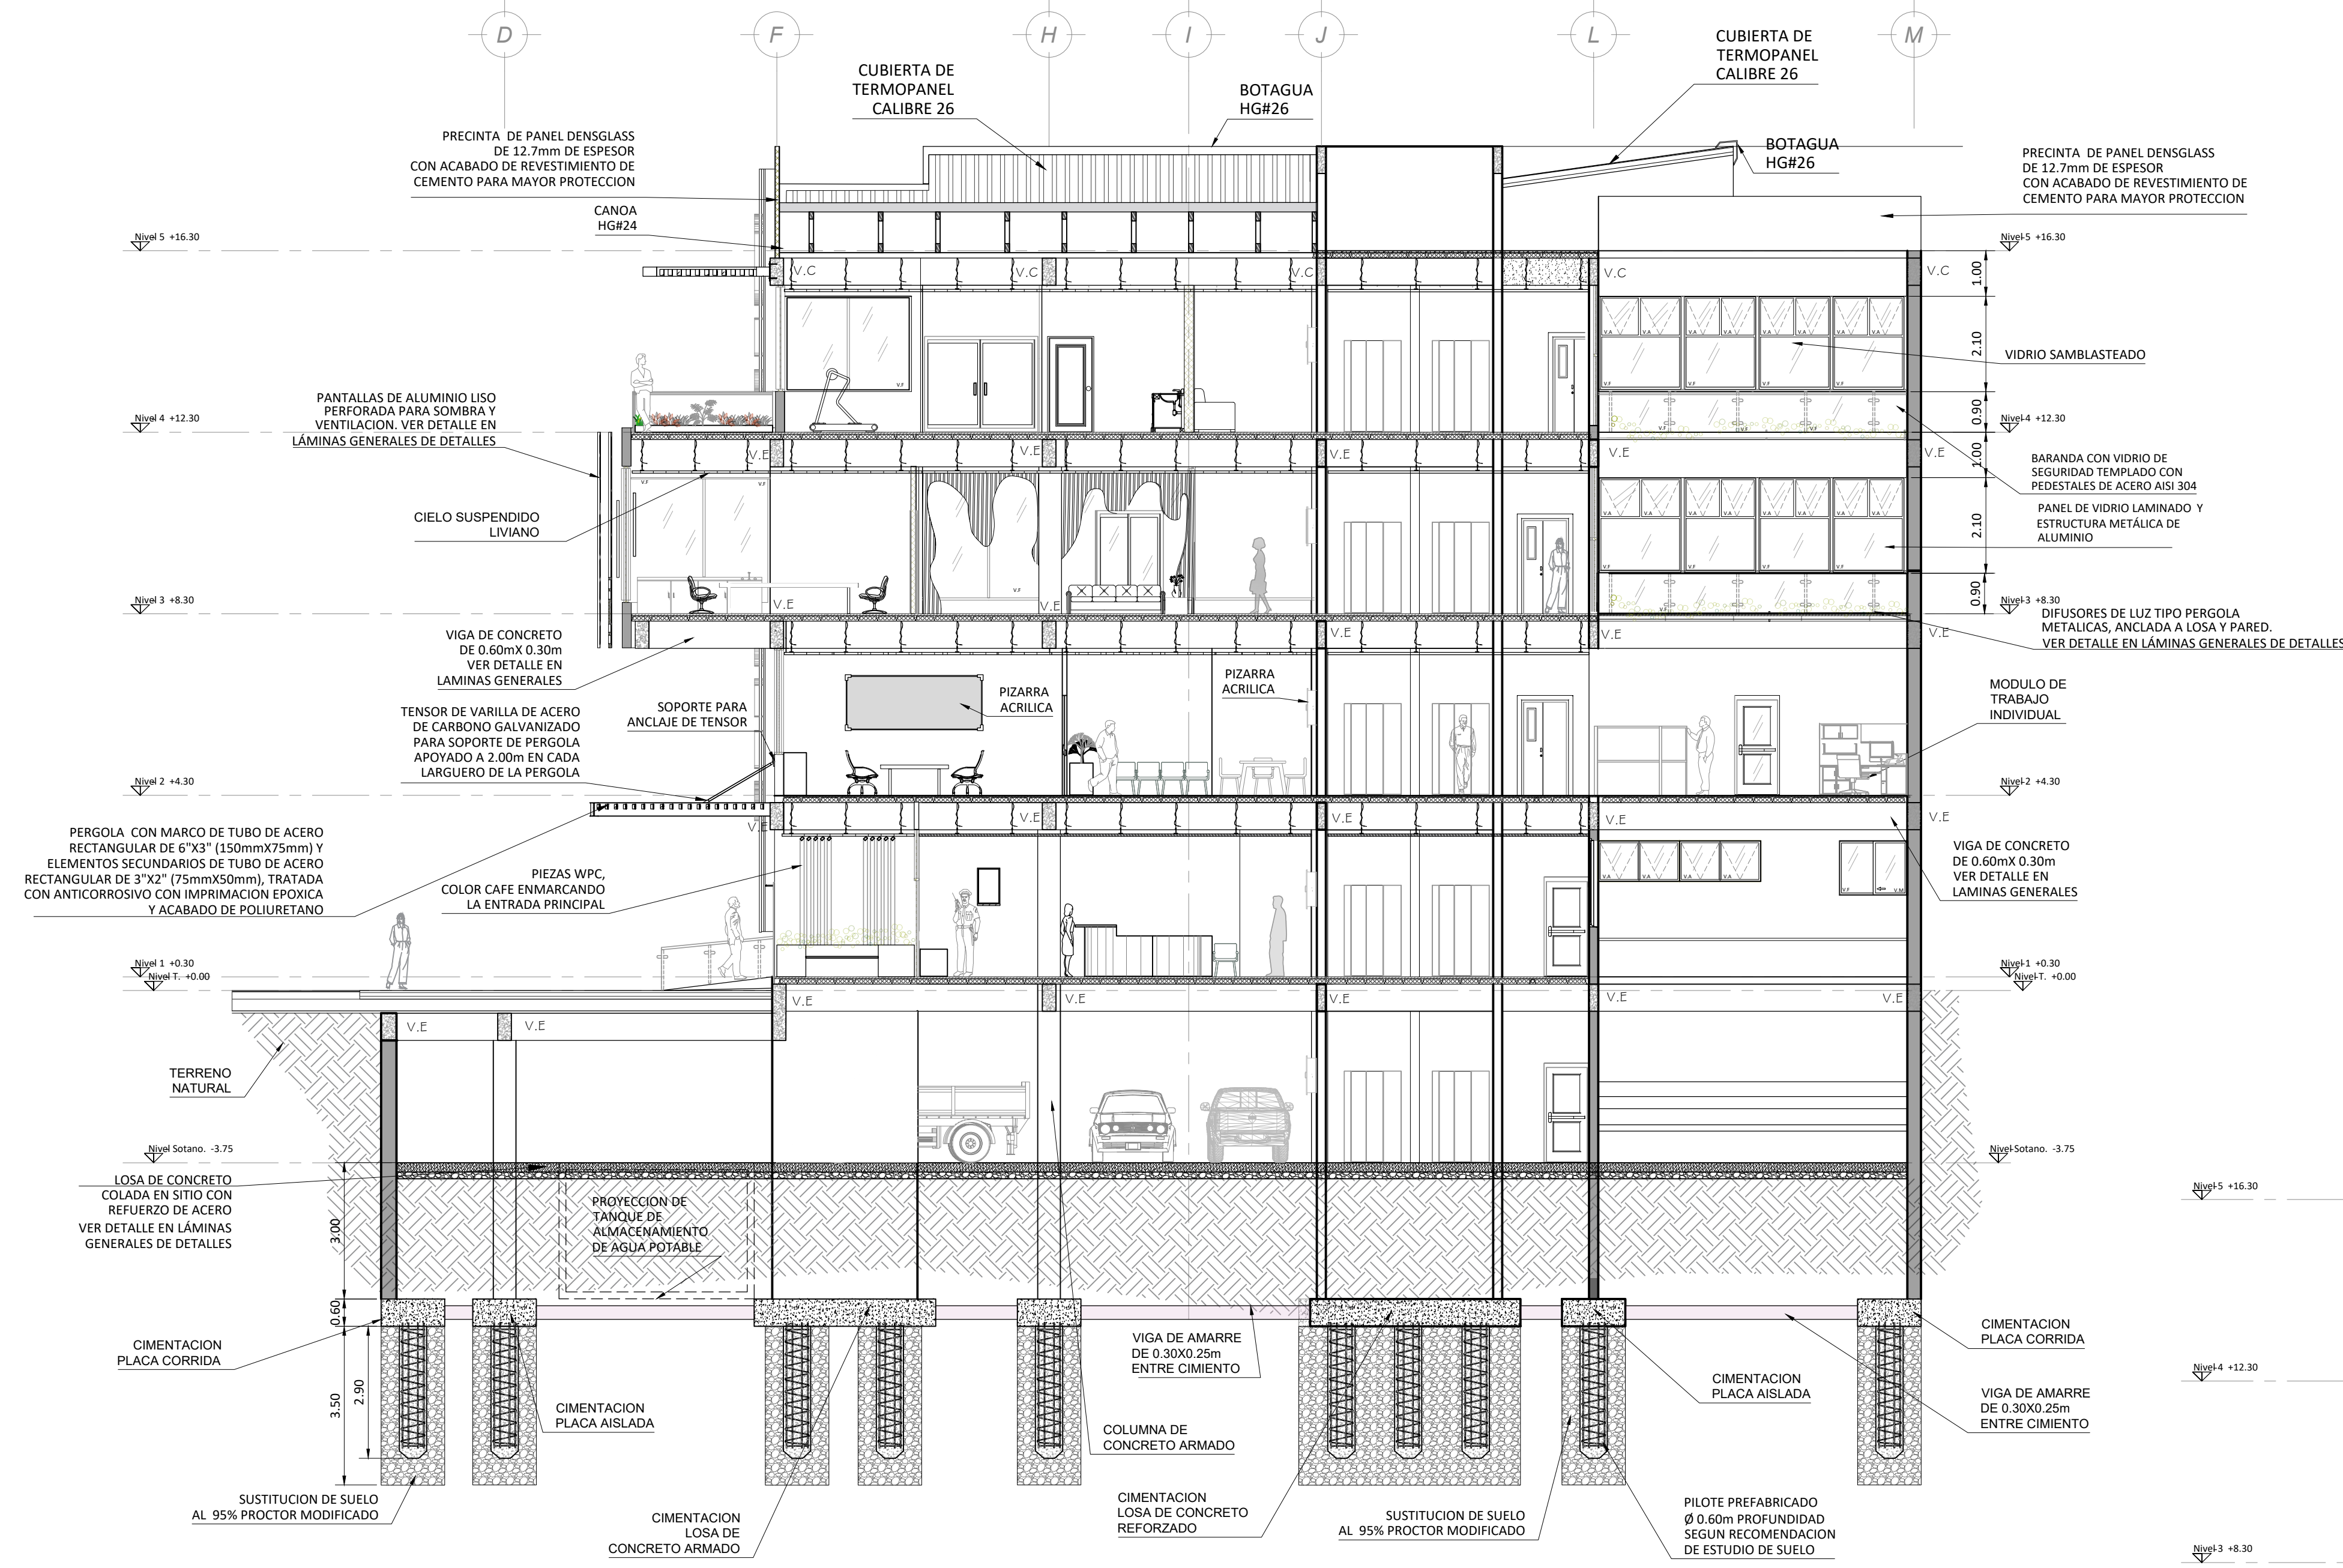 D
F
H
I
J
L
M
CUBIERTA DE
TERMOPANEL
CALIBRE 26
BOTAGUA
HG#26
CUBIERTA DE
TERMOPANEL
CALIBRE 26
BOTAGUA
HG#26
PRECINTA DE PANEL DENSGLASS
DE 12.7mm DE ESPESOR
CON ACABADO DE REVESTIMIENTO DE
CEMENTO PARA MAYOR PROTECCION
CANOA
HG#24
PRECINTA DE PANEL DENSGLASS
DE 12.7mm DE ESPESOR
CON ACABADO DE REVESTIMIENTO DE
CEMENTO PARA MAYOR PROTECCION
Nivel 5 +16.30
Nivel 5 +16.30
V.C
V.C
V.C
V.C
V.C
1.00
2.10
0.90
1.00
2.10
0.90
VIDRIO SAMBLASTEADO
PANTALLAS DE ALUMINIO LISO
PERFORADA PARA SOMBRA Y
VENTILACION. VER DETALLE EN
LÁMINAS GENERALES DE DETALLES
Nivel 4 +12.30
Nivel 4 +12.30
V.E
V.E
V.E
V.E
V.E
BARANDA CON VIDRIO DE
SEGURIDAD TEMPLADO CON
PEDESTALES DE ACERO AISI 304
PANEL DE VIDRIO LAMINADO Y
ESTRUCTURA METÁLICA DE
ALUMINIO
CIELO SUSPENDIDO
LIVIANO
Nivel 3 +8.30
Nivel 3 +8.30
V.E
V.E
V.E
V.E
V.E
DIFUSORES DE LUZ TIPO PERGOLA
METALICAS, ANCLADA A LOSA Y PARED.
VER DETALLE EN LÁMINAS GENERALES DE DETALLES
VIGA DE CONCRETO
DE 0.60mX 0.30m
VER DETALLE EN
LAMINAS GENERALES
TENSOR DE VARILLA DE ACERO
DE CARBONO GALVANIZADO
PARA SOPORTE DE PERGOLA
APOYADO A 2.00m EN CADA
LARGUERO DE LA PERGOLA
SOPORTE PARA
ANCLAJE DE TENSOR
PIZARRA
ACRILICA
PIZARRA
ACRILICA
MODULO DE
TRABAJO
INDIVIDUAL
Nivel 2 +4.30
Nivel 2 +4.30
V.E
V.E
V.E
V.E
V.E
PERGOLA CON MARCO DE TUBO DE ACERO
RECTANGULAR DE 6"X3" (150mmX75mm) Y
ELEMENTOS SECUNDARIOS DE TUBO DE ACERO
RECTANGULAR DE 3"X2" (75mmX50mm), TRATADA
CON ANTICORROSIVO CON IMPRIMACION EPOXICA
Y ACABADO DE POLIURETANO
PIEZAS WPC,
COLOR CAFE ENMARCANDO
LA ENTRADA PRINCIPAL
VIGA DE CONCRETO
DE 0.60mX 0.30m
VER DETALLE EN
LAMINAS GENERALES
Nivel 1 +0.30
Nivel T. +0.00
Nivel 1 +0.30
Nivel T. +0.00
V.E
V.E
V.E
V.E
V.E
V.E
V.E
TERRENO
NATURAL
Nivel Sotano. -3.75
Nivel Sotano. -3.75
LOSA DE CONCRETO
COLADA EN SITIO CON
REFUERZO DE ACERO
VER DETALLE EN LÁMINAS
GENERALES DE DETALLES
PROYECCION DE
TANQUE DE
ALMACENAMIENTO
DE AGUA POTABLE
3.00
0.60
3.50
2.90
Nivel 5 +16.30
CIMENTACION
PLACA CORRIDA
CIMENTACION
PLACA AISLADA
VIGA DE AMARRE
DE 0.30X0.25m
ENTRE CIMIENTO
COLUMNA DE
CONCRETO ARMADO
CIMENTACION
PLACA AISLADA
CIMENTACION
PLACA CORRIDA
VIGA DE AMARRE
DE 0.30X0.25m
ENTRE CIMIENTO
Nivel 4 +12.30
SUSTITUCION DE SUELO
AL 95% PROCTOR MODIFICADO
CIMENTACION
LOSA DE
CONCRETO ARMADO
CIMENTACION
LOSA DE CONCRETO
REFORZADO
SUSTITUCION DE SUELO
AL 95% PROCTOR MODIFICADO
PILOTE PREFABRICADO
Ø 0.60m PROFUNDIDAD
SEGUN RECOMENDACION
DE ESTUDIO DE SUELO
Nivel 3 +8.30